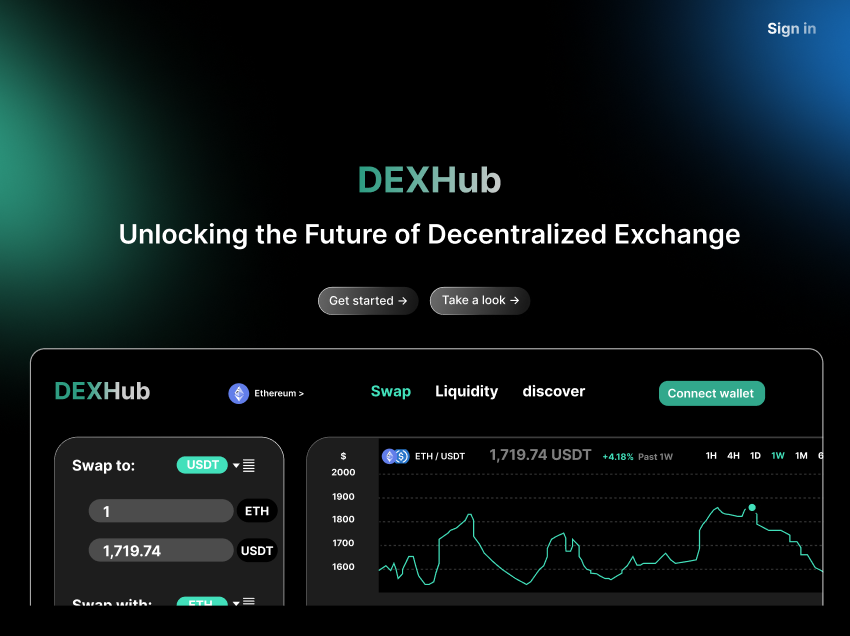 Sign in
DEXHub
Unlocking the Future of Decentralized Exchange
Get started → Take a look →
DEXHub Ethereum > Swap Liquidity discover Connect wallet
Swap to: USDT
1 ETH
1,719.74 USDT
Swap with: ETH
$ ETH / USDT 1,719.74 USDT +4.18% Past 1W 1H 4H 1D 1W 1M
2000
1900
1800
1700
1600